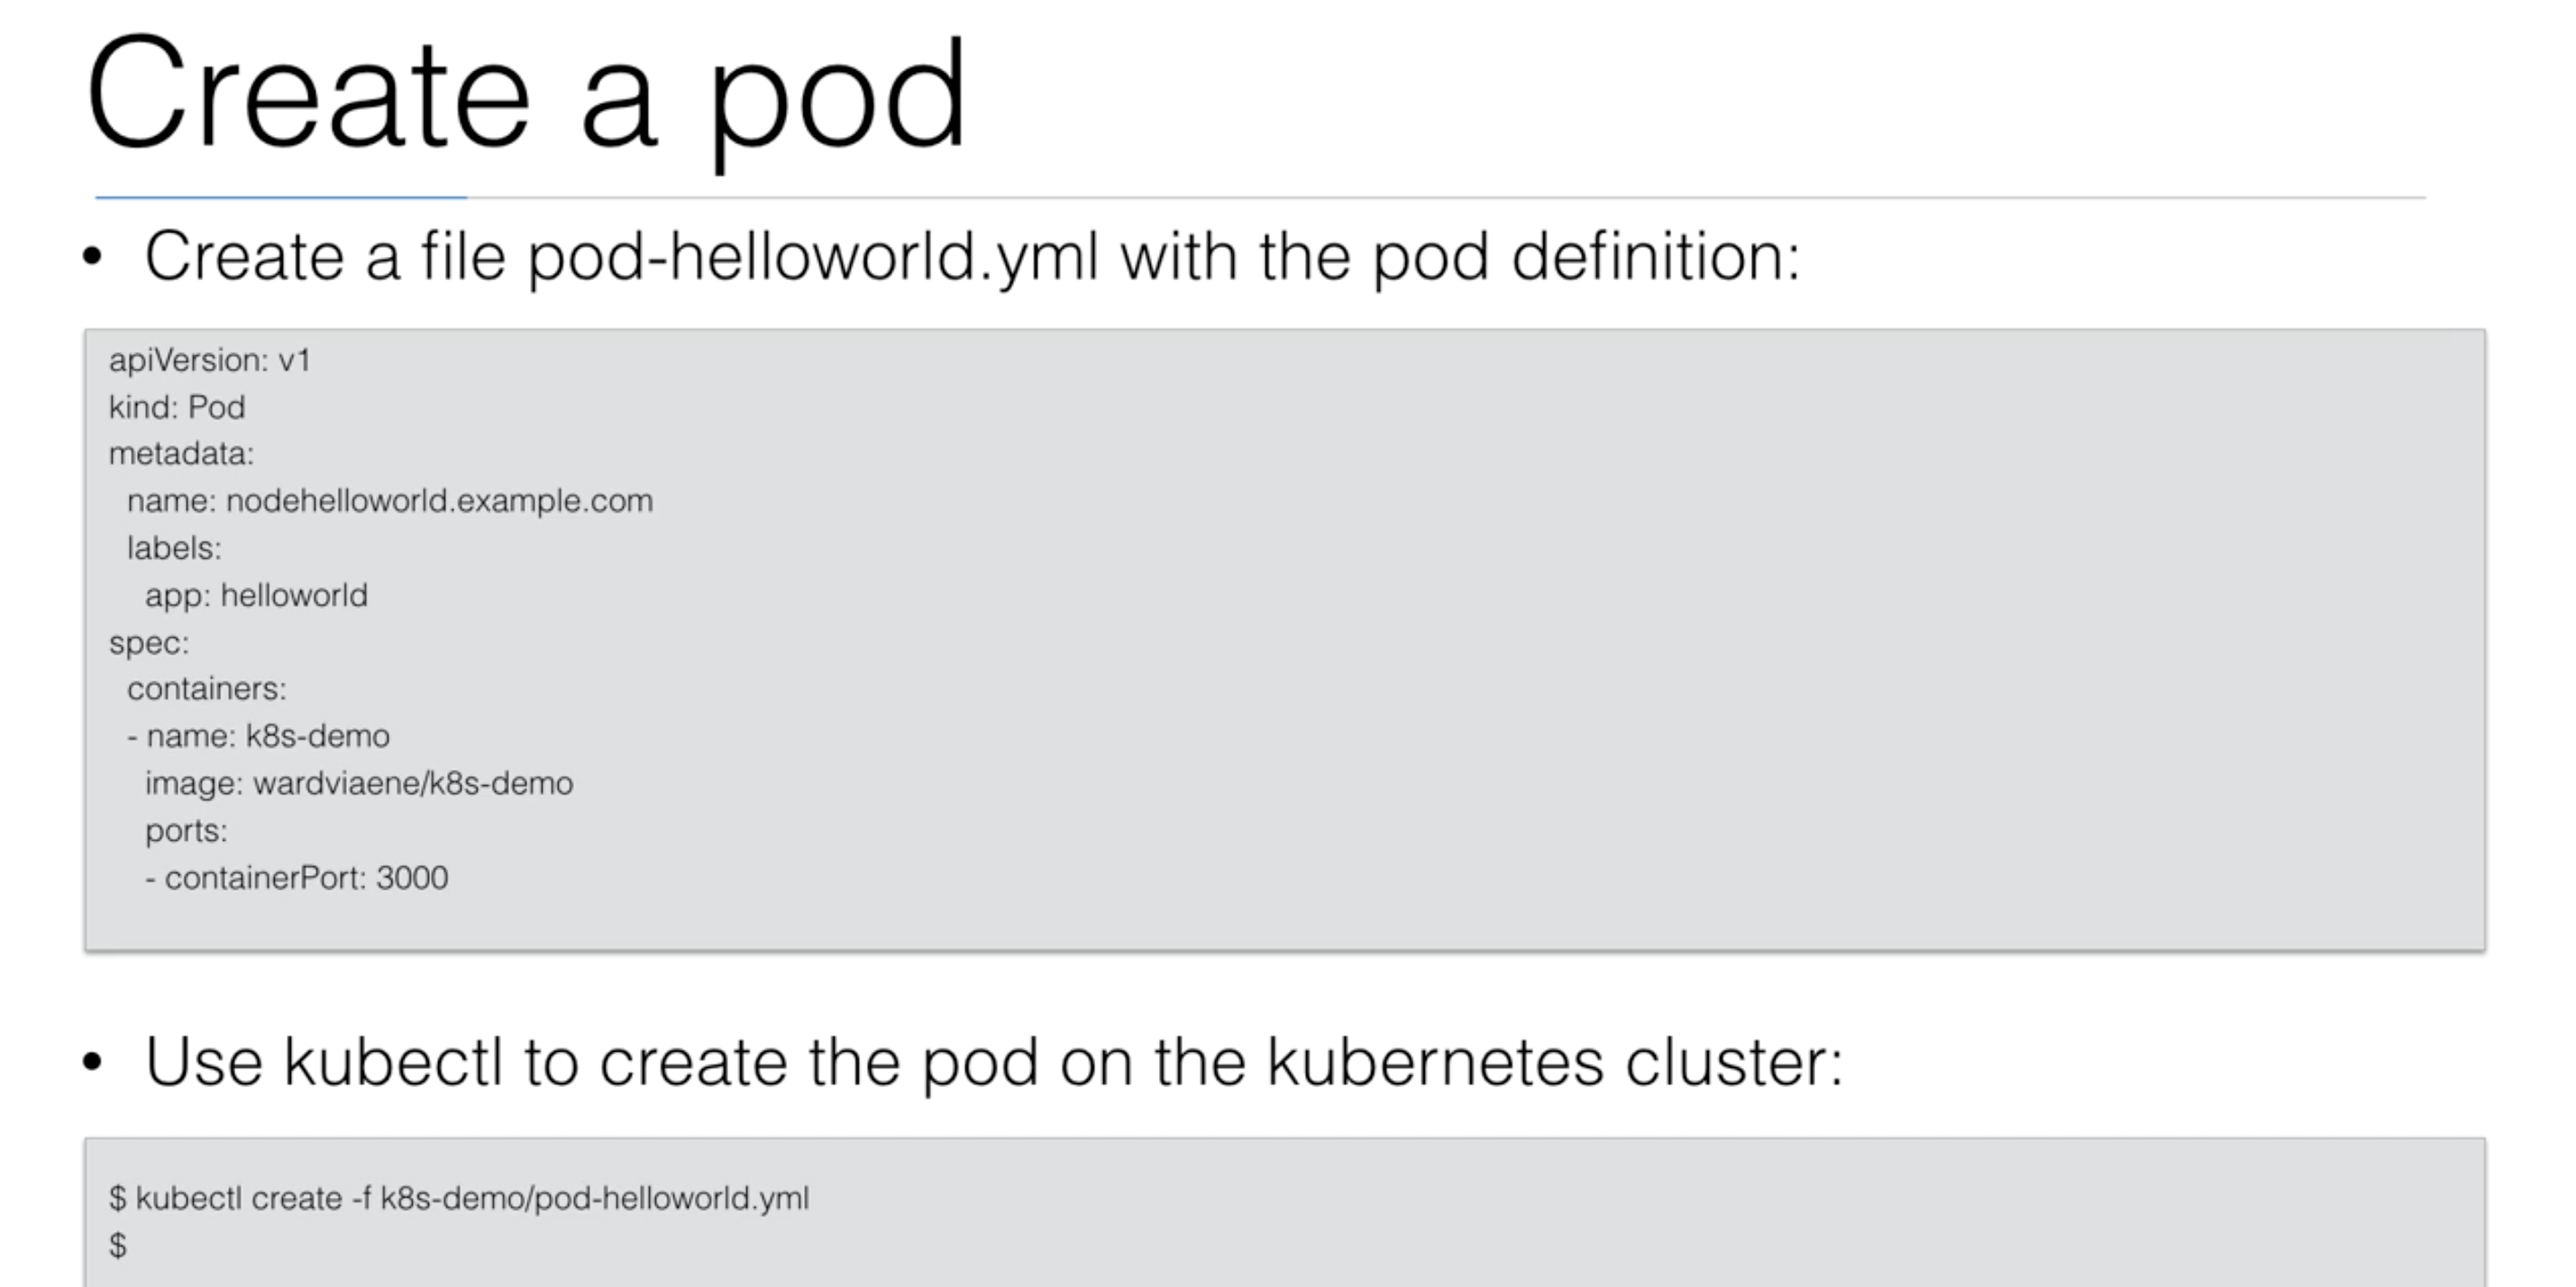 Create a pod
• Create a file pod-helloworld.yml with the pod definition:
apiVersion: v1
kind: Pod
metadata:
  name: nodehelloworld.example.com
  labels:
    app: helloworld
spec:
  containers:
  - name: k8s-demo
    image: wardviaene/k8s-demo
    ports:
    - containerPort: 3000
• Use kubectl to create the pod on the kubernetes cluster:
$ kubectl create -f k8s-demo/pod-helloworld.yml
$